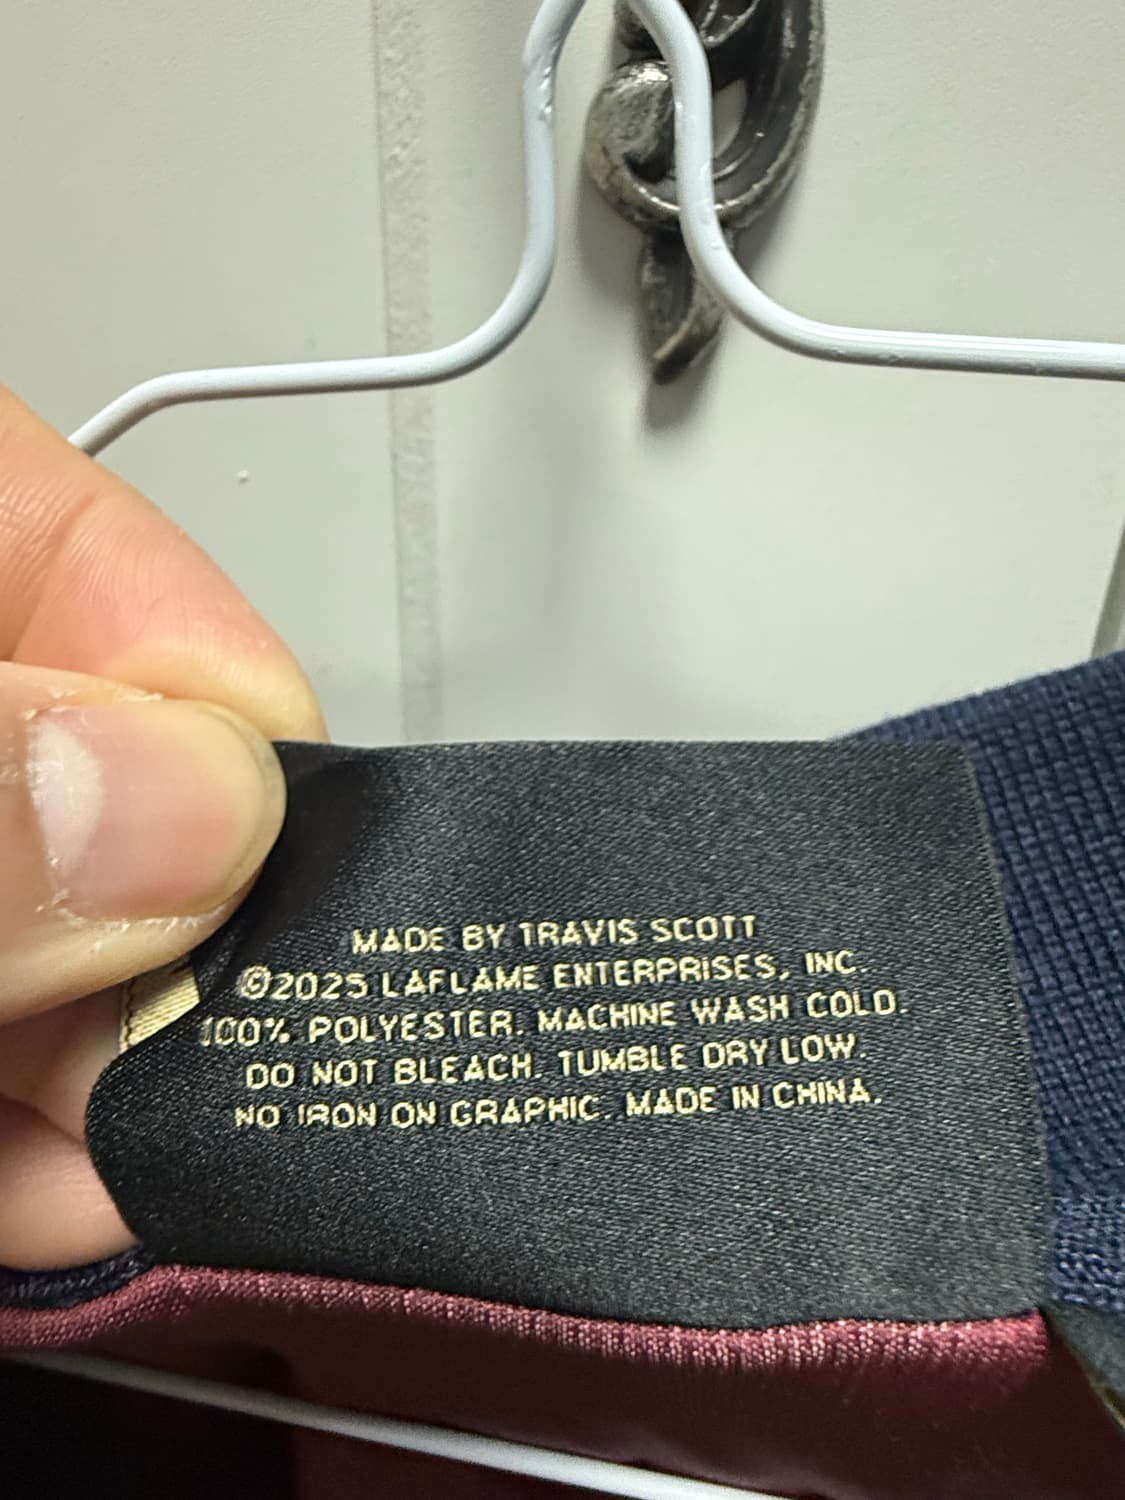 MADE BY TRAVIS SCOTT
©2025 LAFLAME ENTERPRISES, INC.
100% POLYESTER. MACHINE WASH COLD.
DO NOT BLEACH. TUMBLE DRY LOW.
NO IRON ON GRAPHIC. MADE IN CHINA.